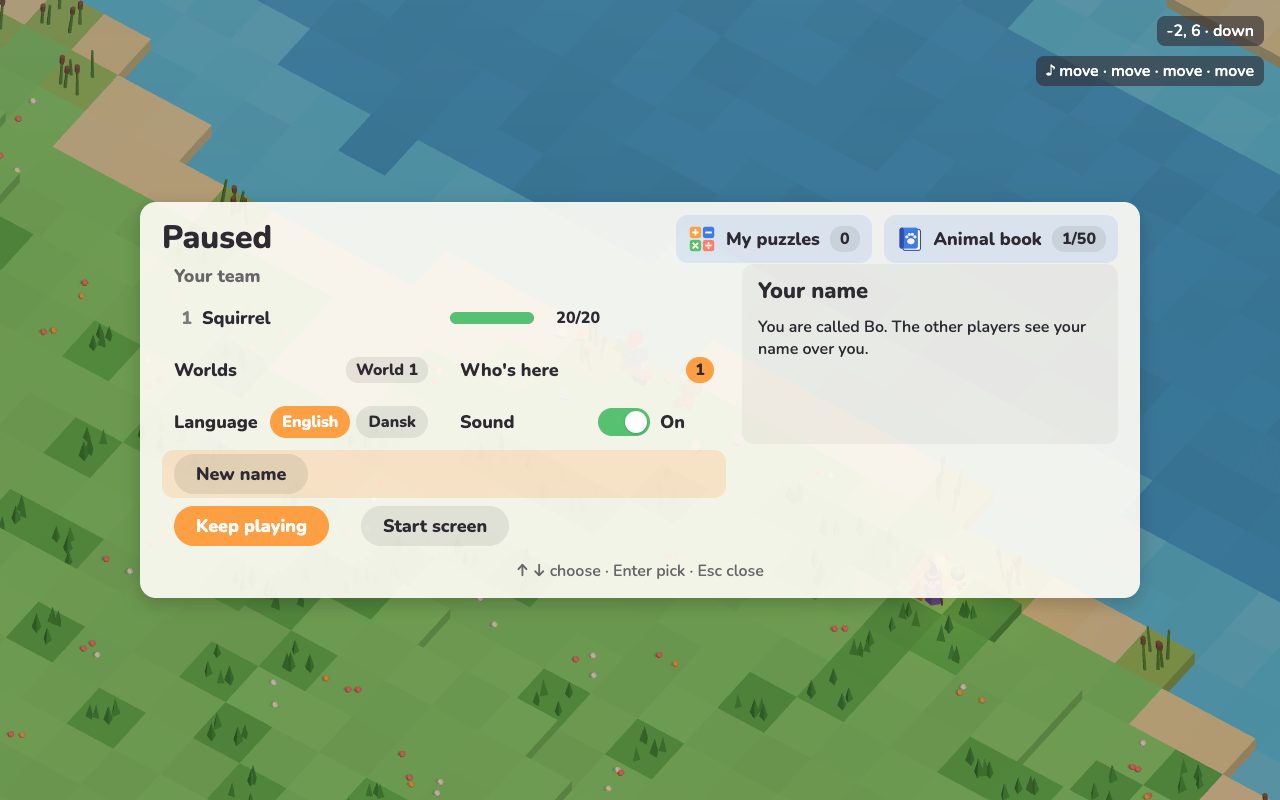 -2, 6 · down
♪ move · move · move · move
Paused
My puzzles 0
Animal book 1/50
Your team
1 Squirrel 20/20
Worlds World 1
Who's here 1
Language English Dansk
Sound On
New name
Keep playing
Start screen
Your name
You are called Bo. The other players see your
name over you.
↑ ↓ choose · Enter pick · Esc close